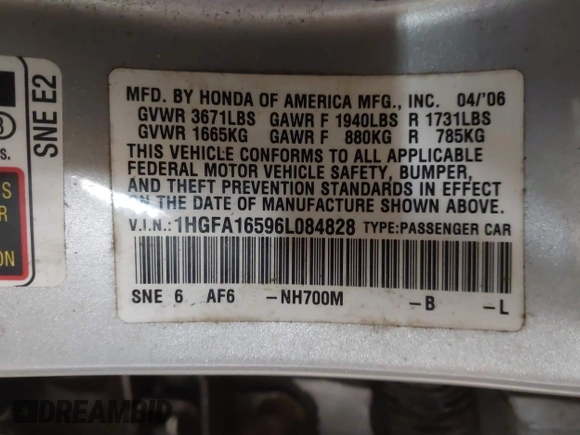 MFD. BY HONDA OF AMERICA MFG., INC. 04/'06
GVWR 3671LBS GAWR F 1940LBS R 1731LBS
GVWR 1665KG GAWR F 880KG R 785KG
THIS VEHICLE CONFORMS TO ALL APPLICABLE
FEDERAL MOTOR VEHICLE SAFETY, BUMPER,
AND THEFT PREVENTION STANDARDS IN EFFECT
ON THE DATE OF MANUFACTURE SHOWN ABOVE.
V.I.N.: 1HGFA16596L084828 TYPE:PASSENGER CAR
SNE 6 AF6 -NH700M -B -L
SNE E2
DREAMBID